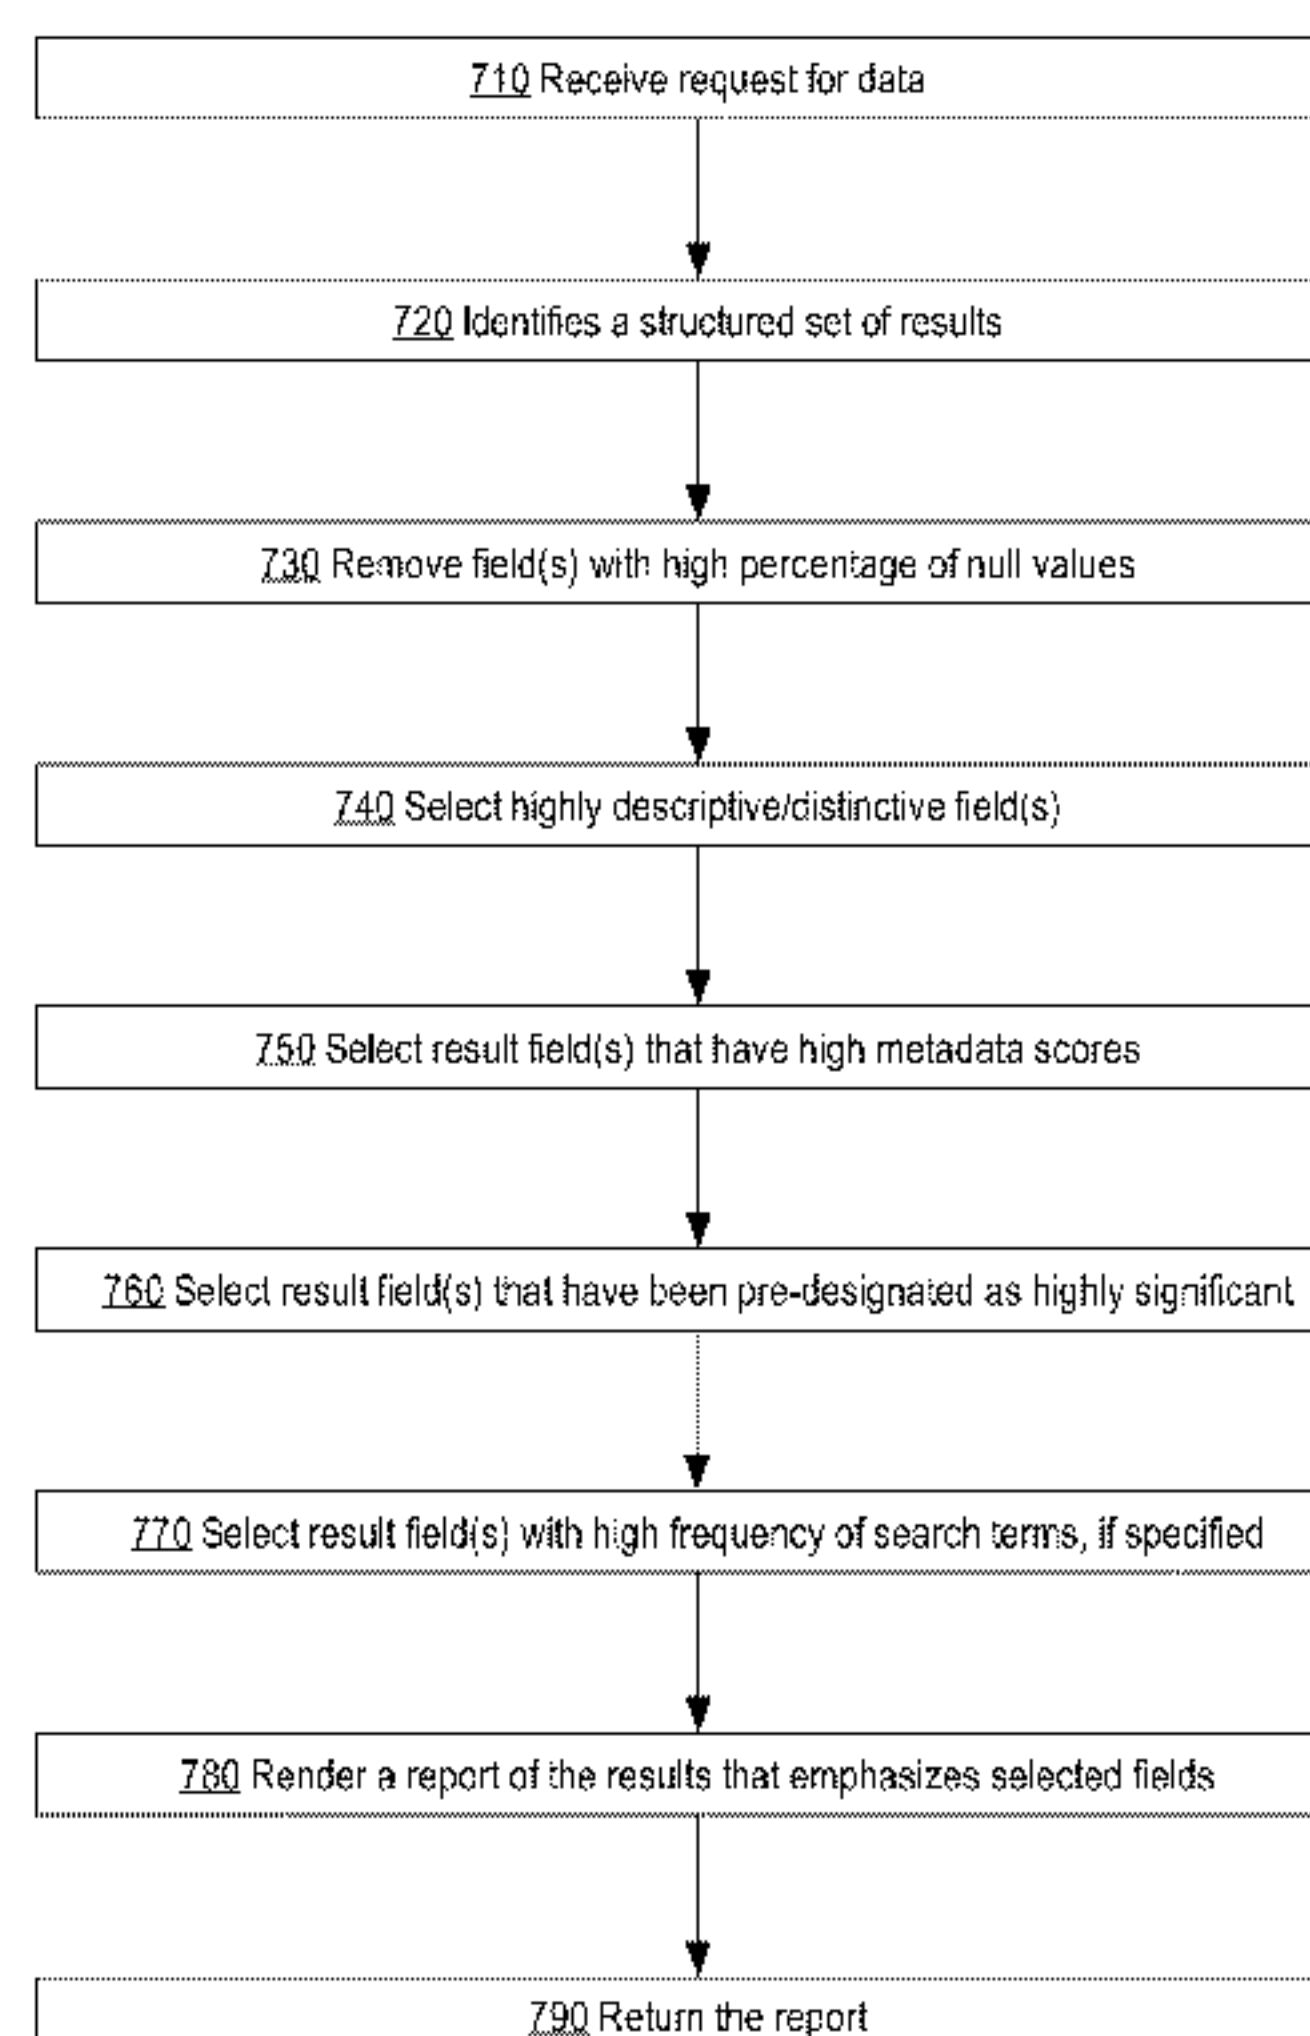 710 Receive request for data
720 Identifies a structured set of results
730 Remove field(s) with high percentage of null values
740 Select highly descriptive/distinctive field(s)
750 Select result field(s) that have high metadata scores
760 Select result field(s) that have been pre-designated as highly significant
770 Select result field(s) with high frequency of search terms, if specified
780 Render a report of the results that emphasizes selected fields
790 Return the report